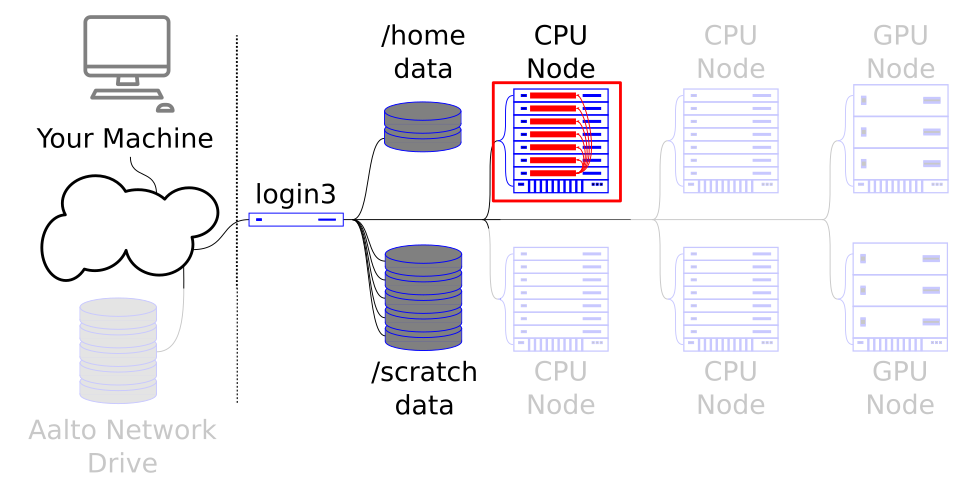 /home
data
CPU
Node
CPU
Node
GPU
Node
Your Machine
login3
/scratch
data
CPU
Node
CPU
Node
GPU
Node
Aalto Network
Drive